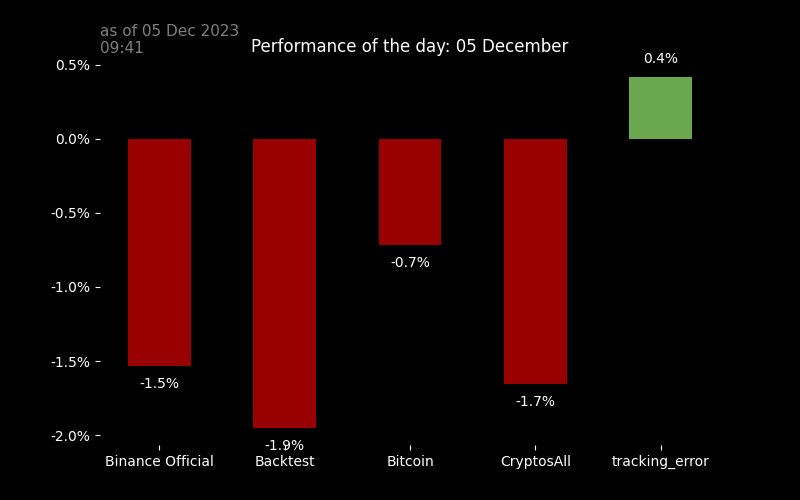 as of 05 Dec 2023
09:41
Performance of the day: 05 December
0.5%
0.4%
0.0%
-0.5%
-0.7%
-1.0%
-1.5%
-1.5%
-1.7%
-2.0%
-1.9%
Binance Official
Backtest
Bitcoin
CryptosAll
tracking_error